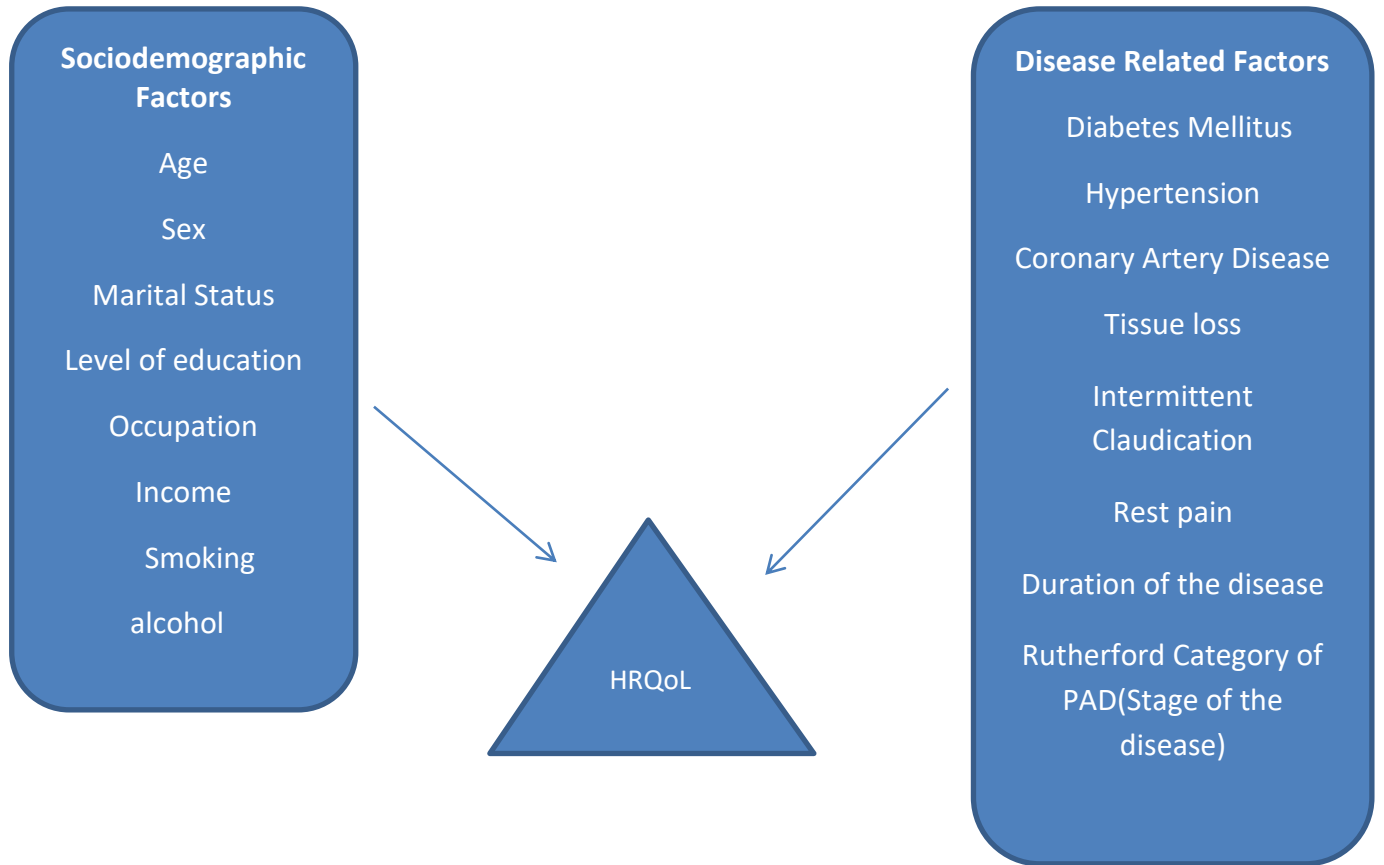 Sociodemographic
Factors
Age
Sex
Marital Status
Level of education
Occupation
Income
Smoking
alcohol
HRQoL
Disease Related Factors
Diabetes Mellitus
Hypertension
Coronary Artery Disease
Tissue loss
Intermittent
Claudication
Rest pain
Duration of the disease
Rutherford Category of
PAD(Stage of the
disease)